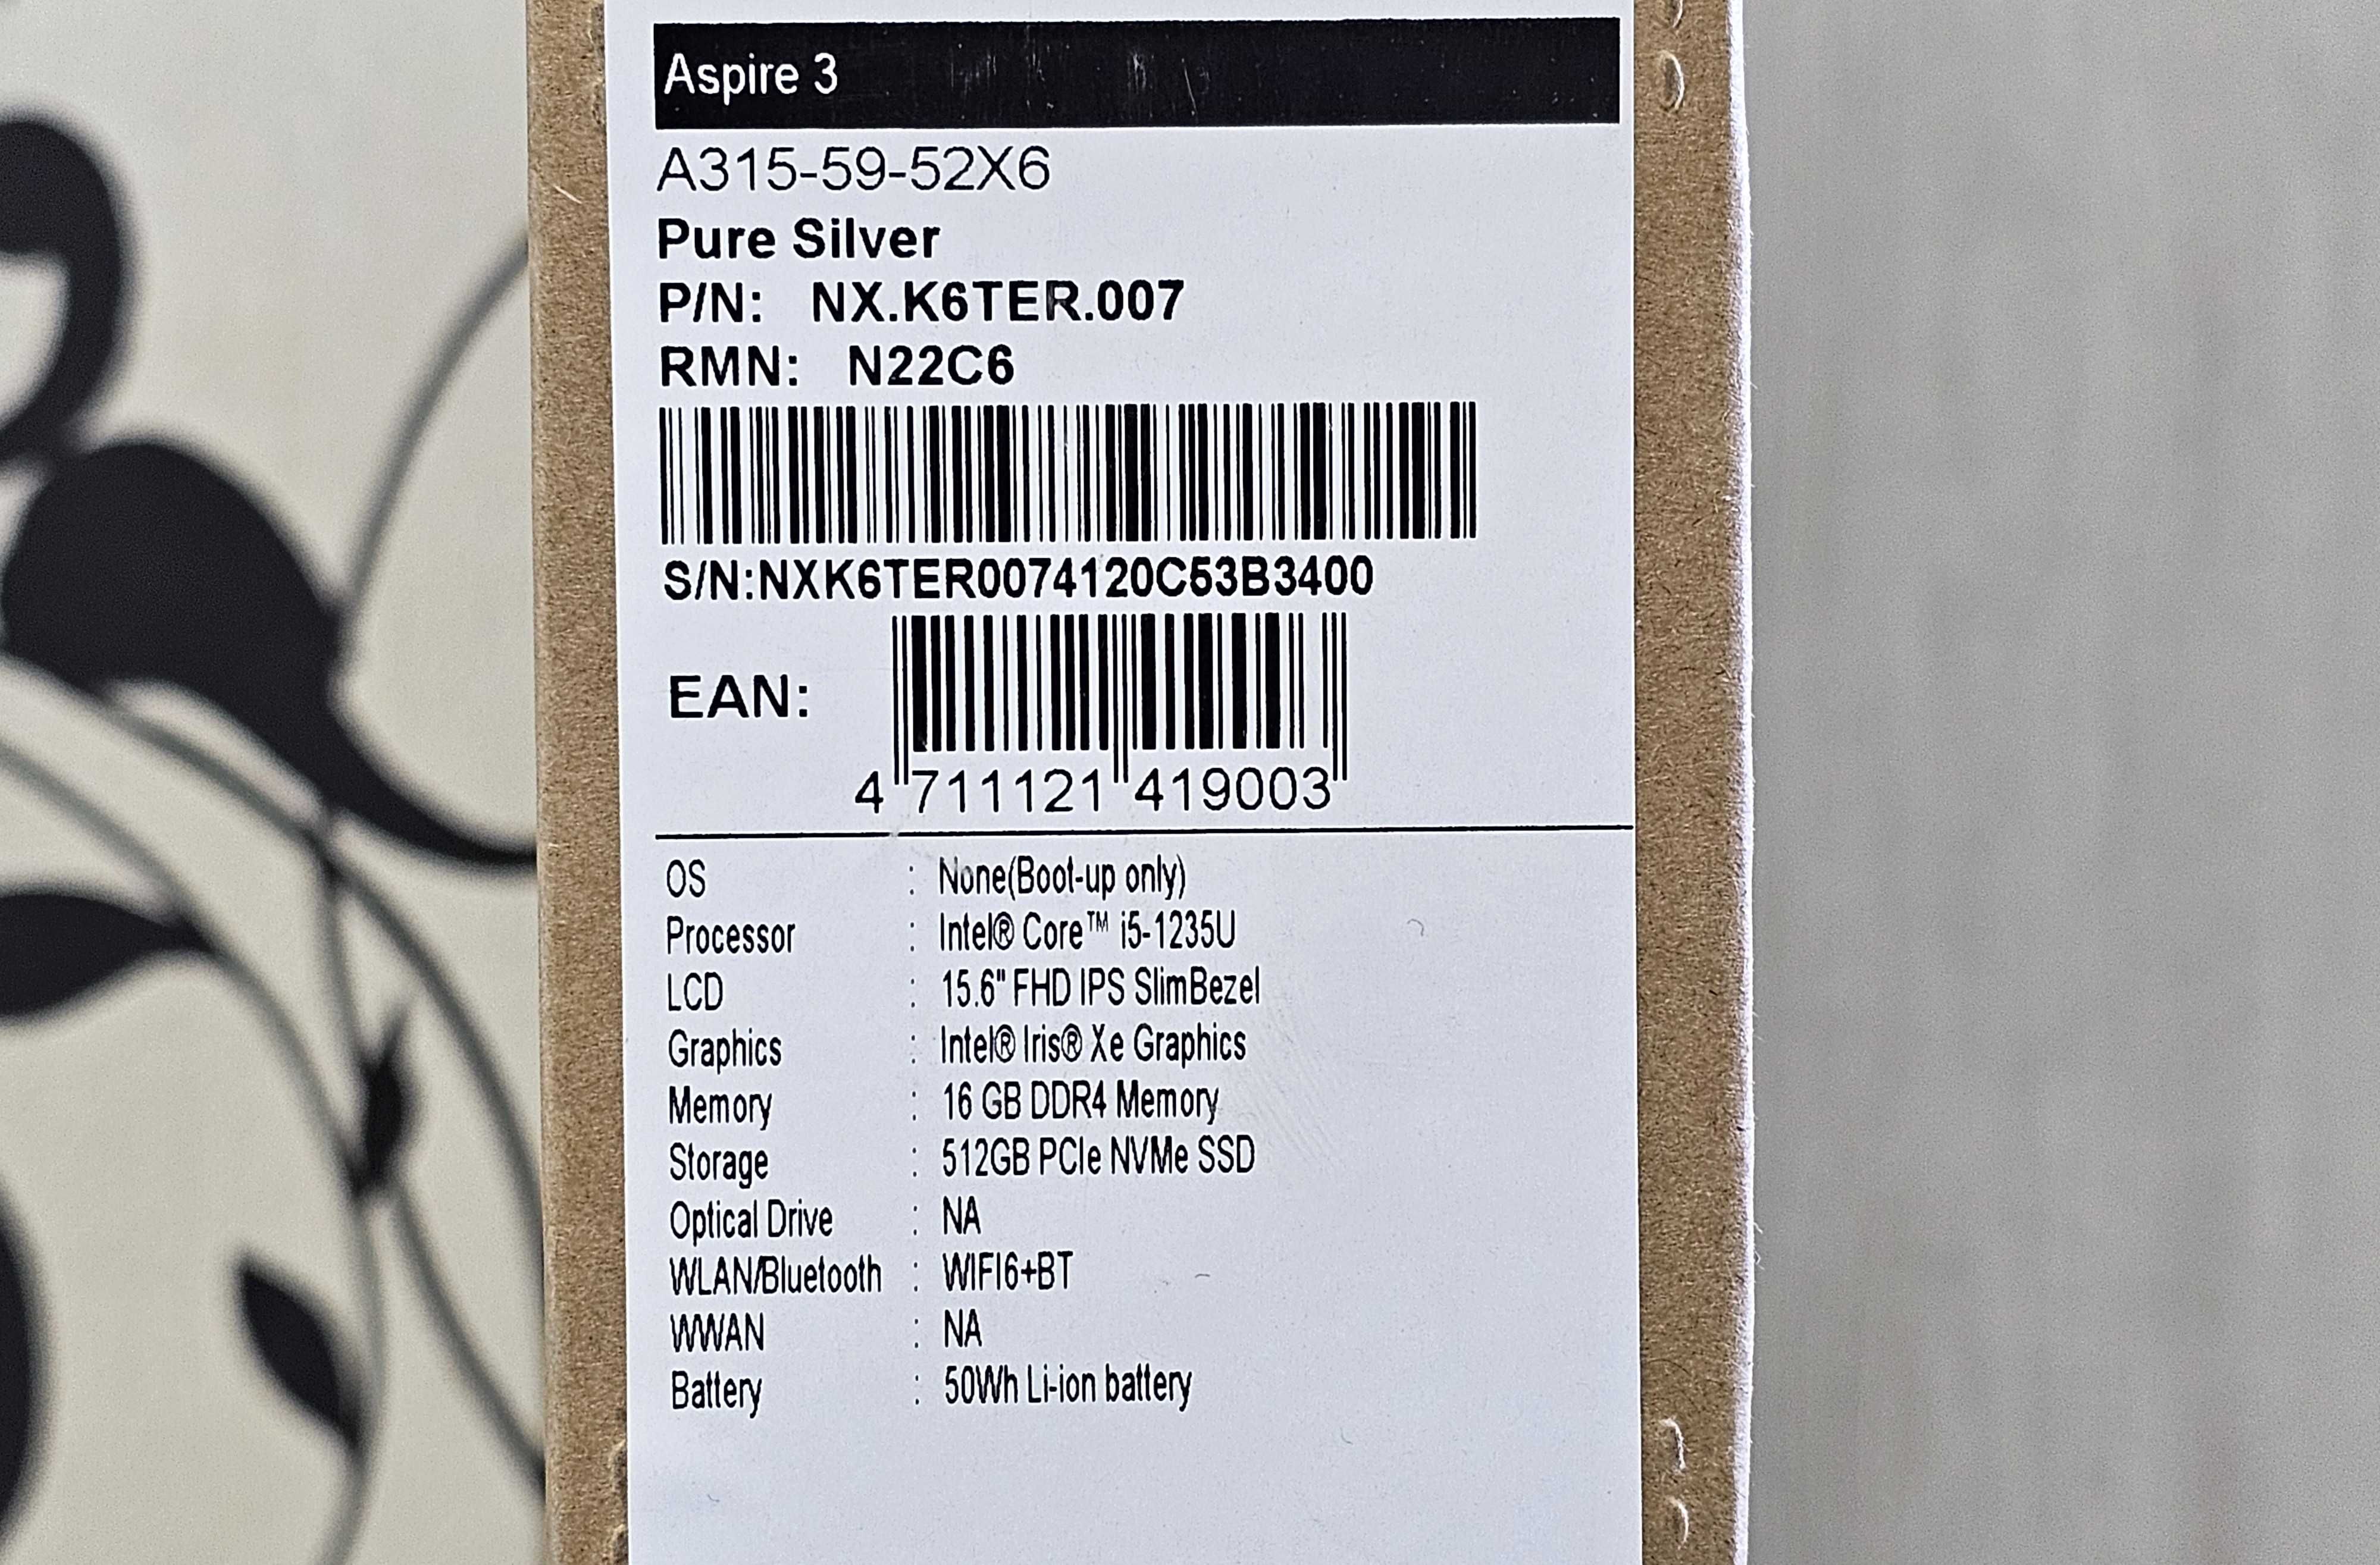 Aspire 3
A315-59-52X6
Pure Silver
P/N: NX.K6TER.007
RMN: N22C6
S/N:NXK6TER0074120C53B3400
EAN:
4 711121 419003
OS : None(Boot-up only)
Processor : Intel® Core™ i5-1235U
LCD : 15.6" FHD IPS SlimBezel
Graphics : Intel® Iris® Xe Graphics
Memory : 16 GB DDR4 Memory
Storage : 512GB PCIe NVMe SSD
Optical Drive : NA
WLAN/Bluetooth : WIFI6+BT
WWAN : NA
Battery : 50Wh Li-ion battery